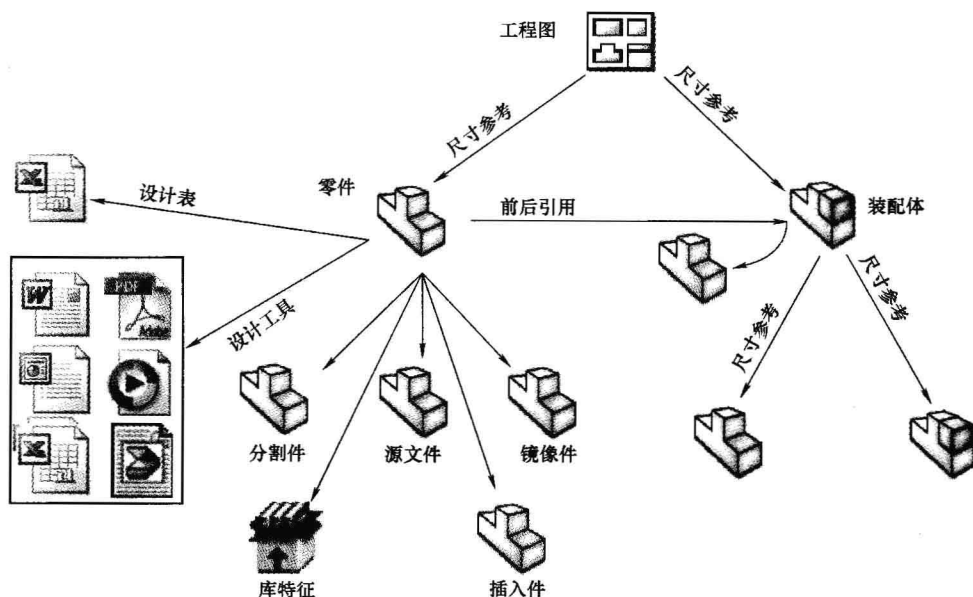 工程图
尺寸参考
尺寸参考
零件
设计表
前后引用
装配体
PDF
Adobe
W
X
X
设计工具
尺寸参考
尺寸参考
分割件
源文件
镜像件
库特征
插入件